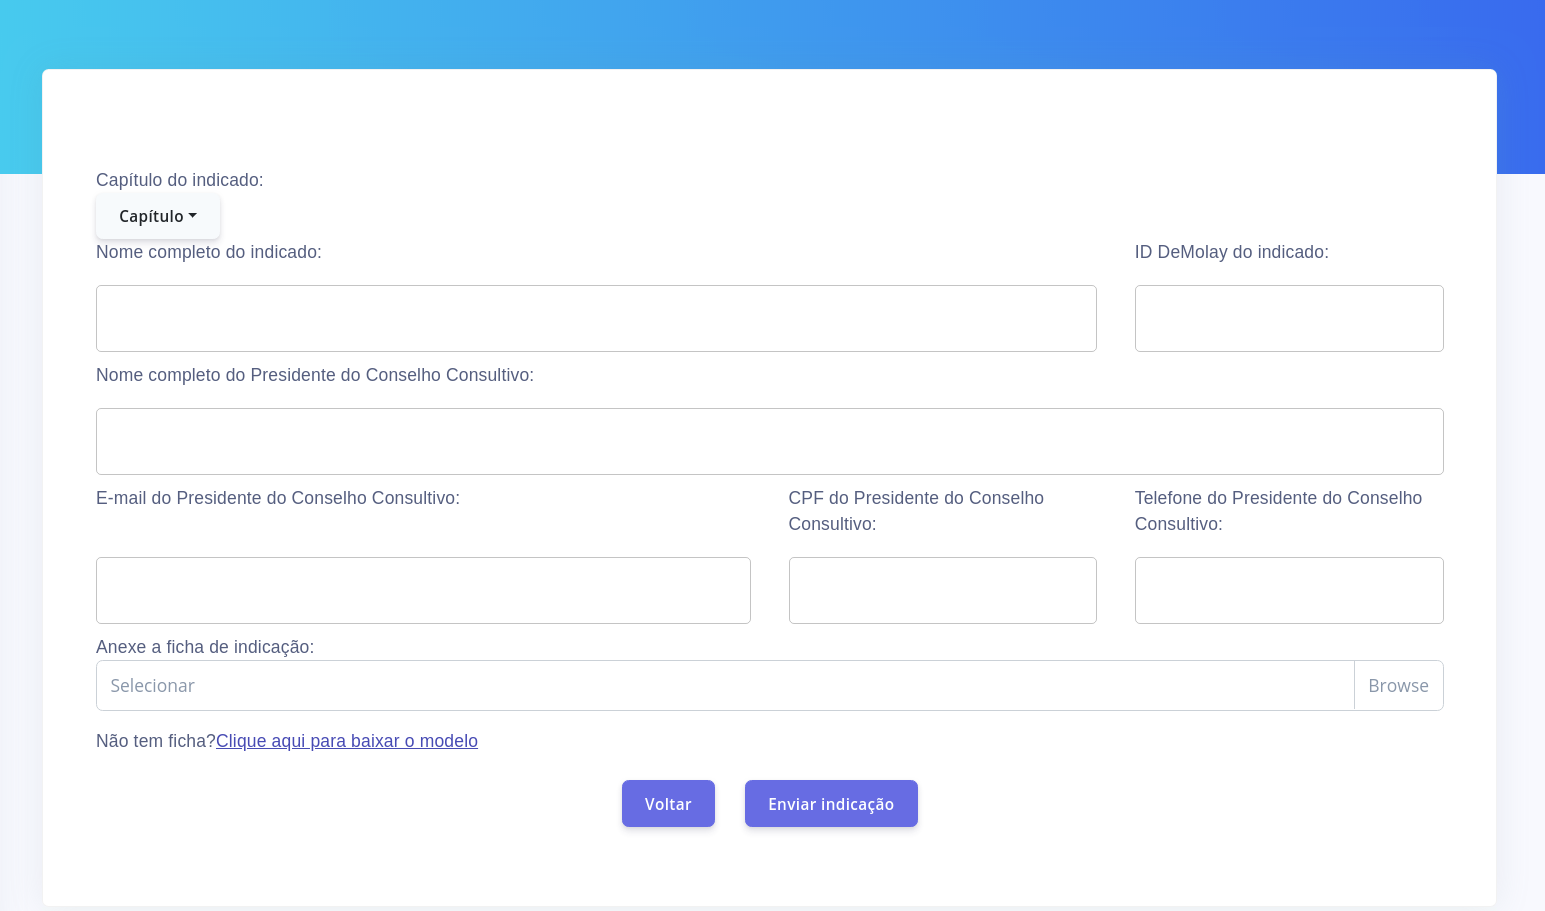 Capítulo do indicado:
Capítulo
Nome completo do indicado:
ID DeMolay do indicado:
Nome completo do Presidente do Conselho Consultivo:
E-mail do Presidente do Conselho Consultivo:
CPF do Presidente do Conselho
Consultivo:
Telefone do Presidente do Conselho
Consultivo:
Anexe a ficha de indicação:
Selecionar
Browse
Não tem ficha?Clique aqui para baixar o modelo
Voltar
Enviar indicação